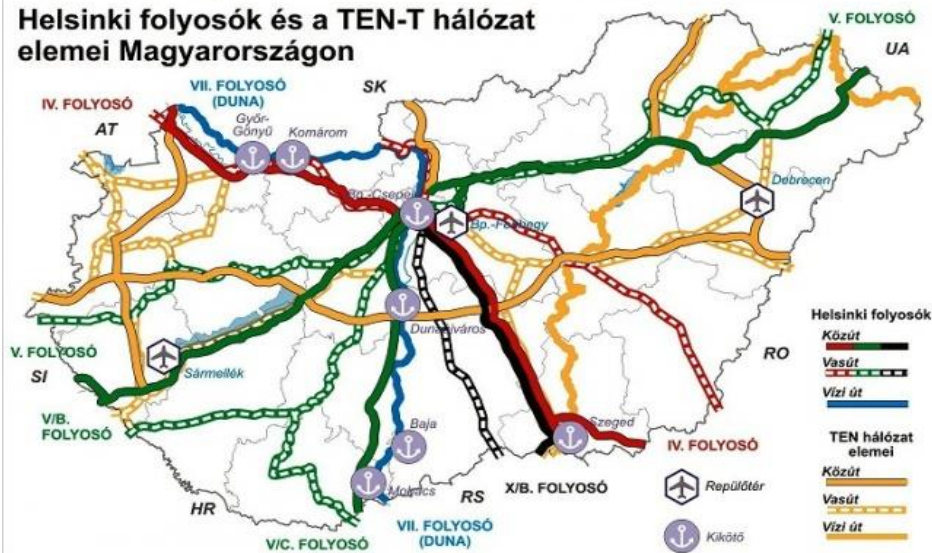 Helsinki folyosók és a TEN-T hálózat
elemei Magyarországon
V. FOLYOSÓ
UA
SK
VII. FOLYOSÓ
(DUNA)
IV. FOLYOSÓ
AT
Győr-
Gönyű
Komárom
Bp.-Csepel
Bp.-Ferihegy
Debrecen
Dunaújváros
V. FOLYOSÓ
SI
Sármellék
V/B.
FOLYOSÓ
HR
Baja
Mohács
RS
Szeged
X/B. FOLYOSÓ
IV. FOLYOSÓ
RO
VII. FOLYOSÓ
(DUNA)
V/C. FOLYOSÓ
Repülőtér
Kikötő
Helsinki folyosók
Közút
Vasút
Vízi út
TEN hálózat
elemei
Közút
Vasút
Vízi út